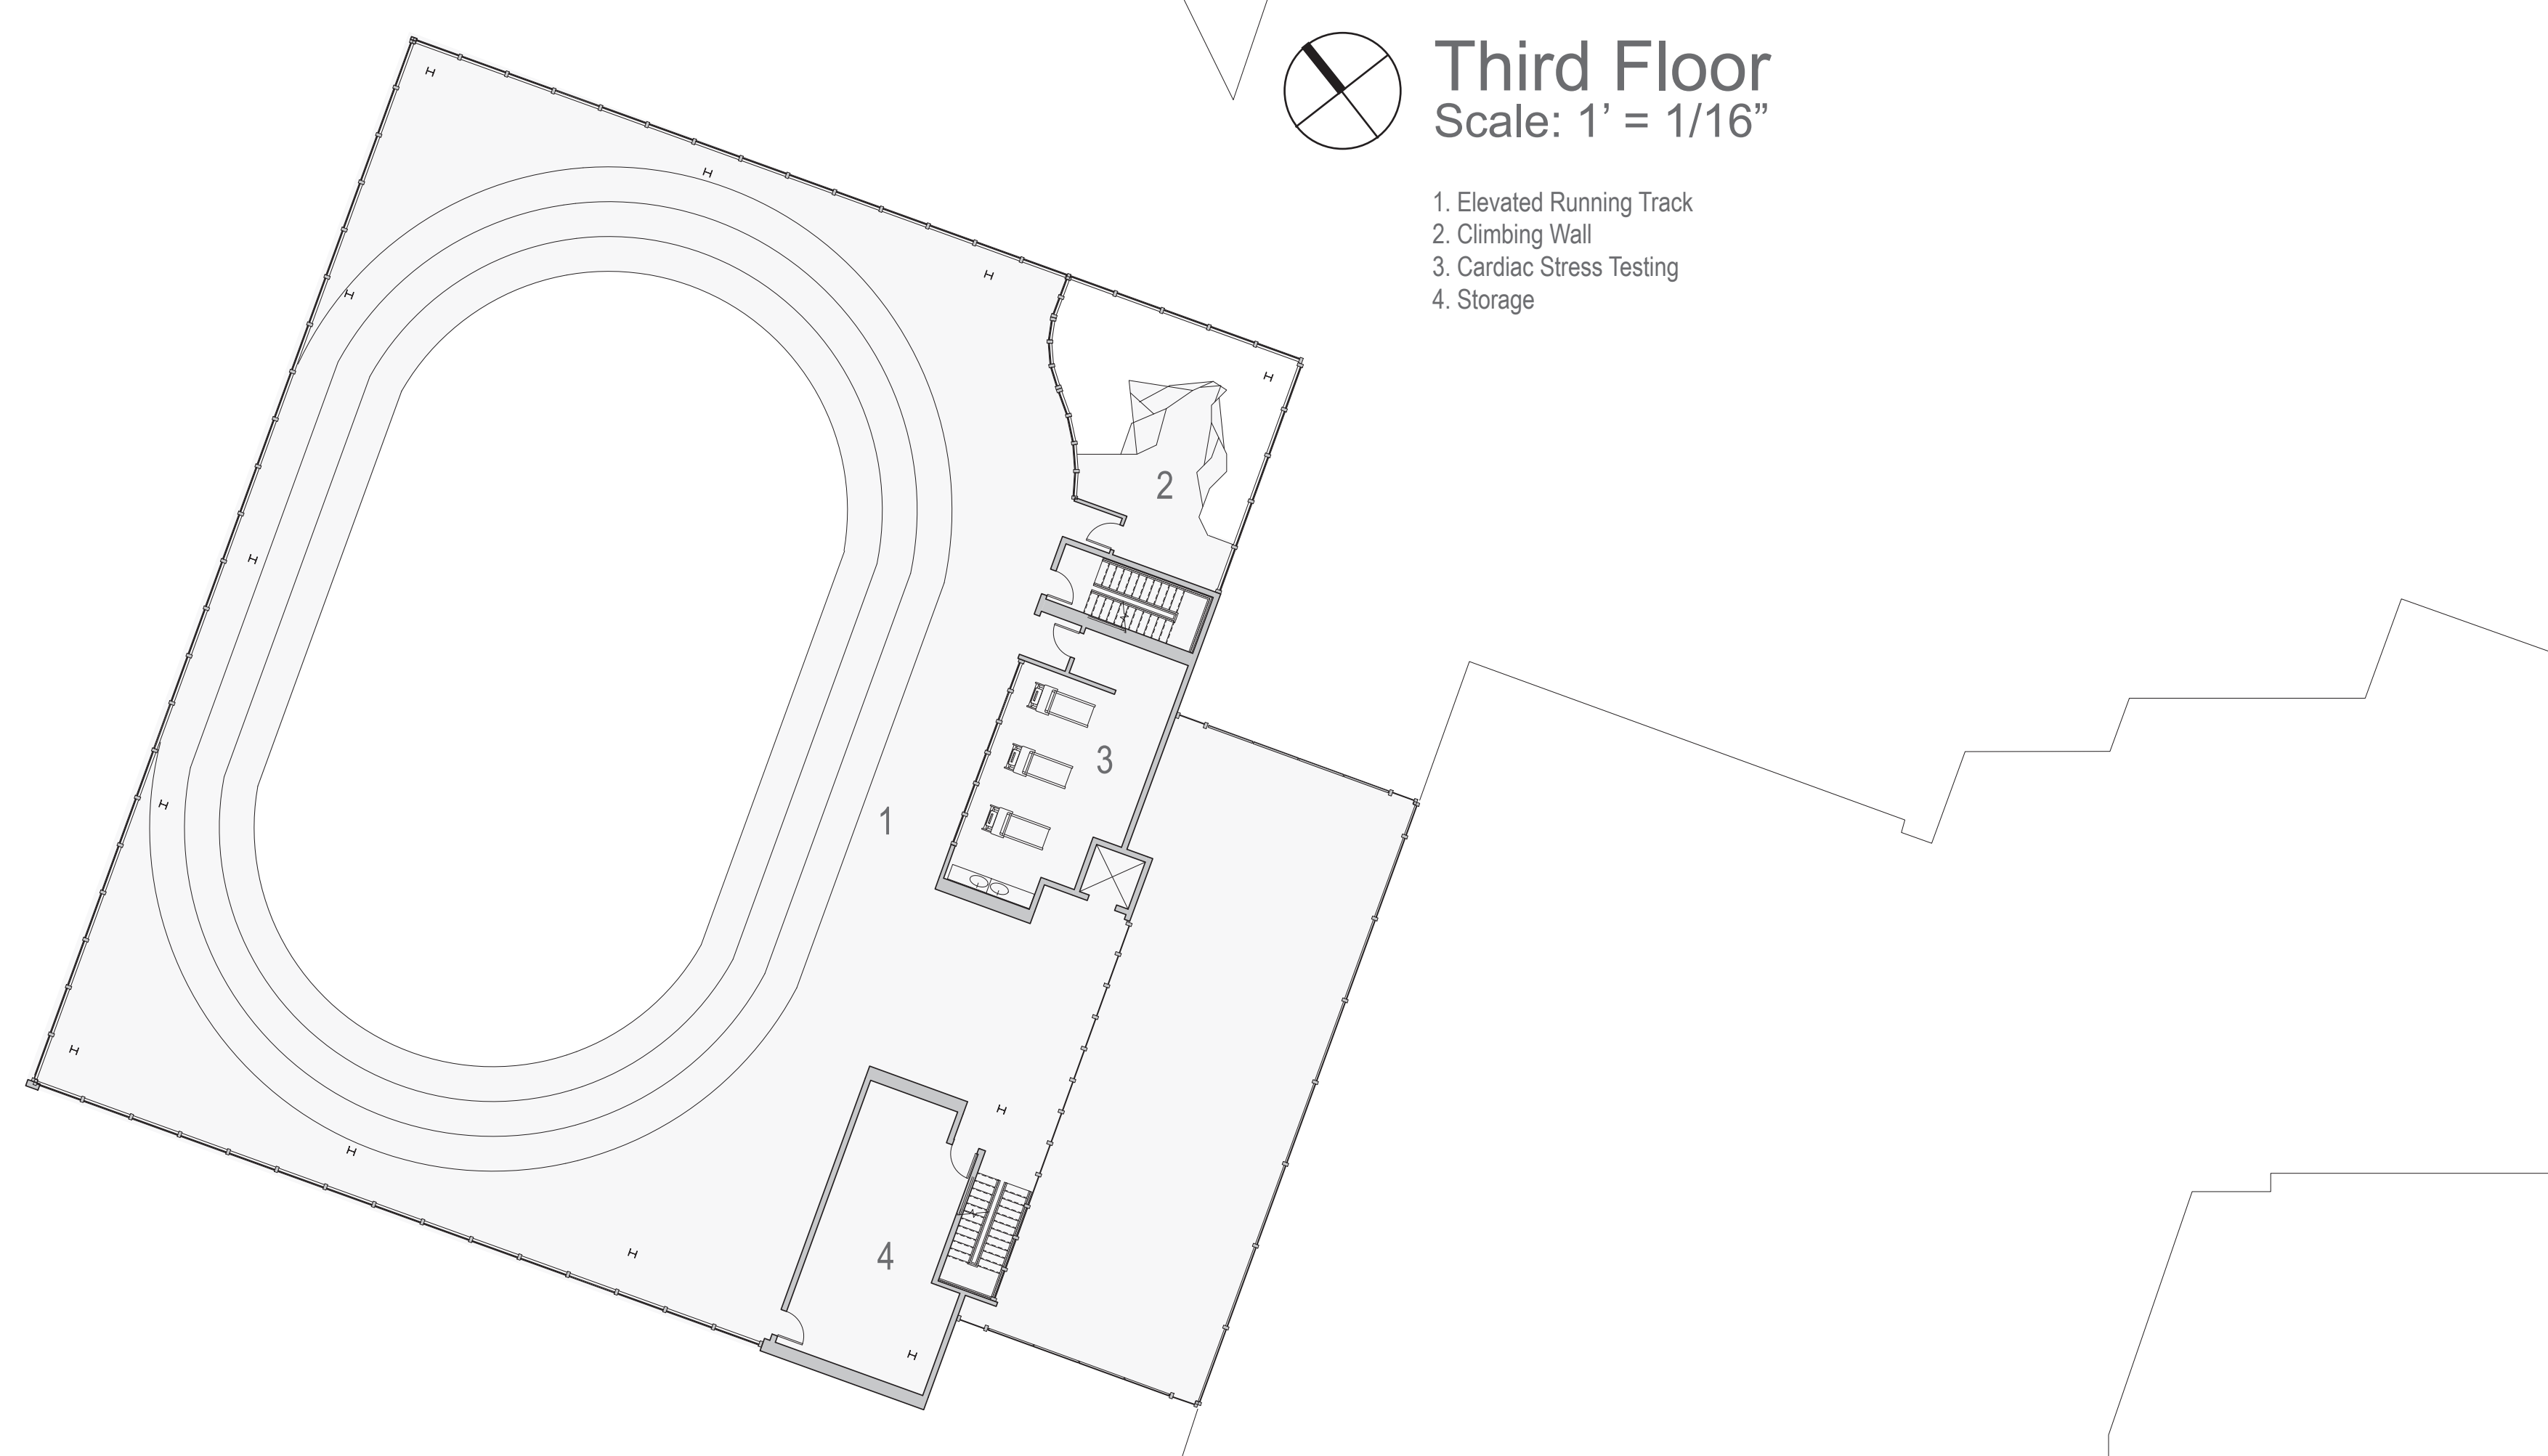 Third Floor
Scale: 1’ = 1/16”
1. Elevated Running Track
2. Climbing Wall
3. Cardiac Stress Testing
4. Storage
2
3
1
4